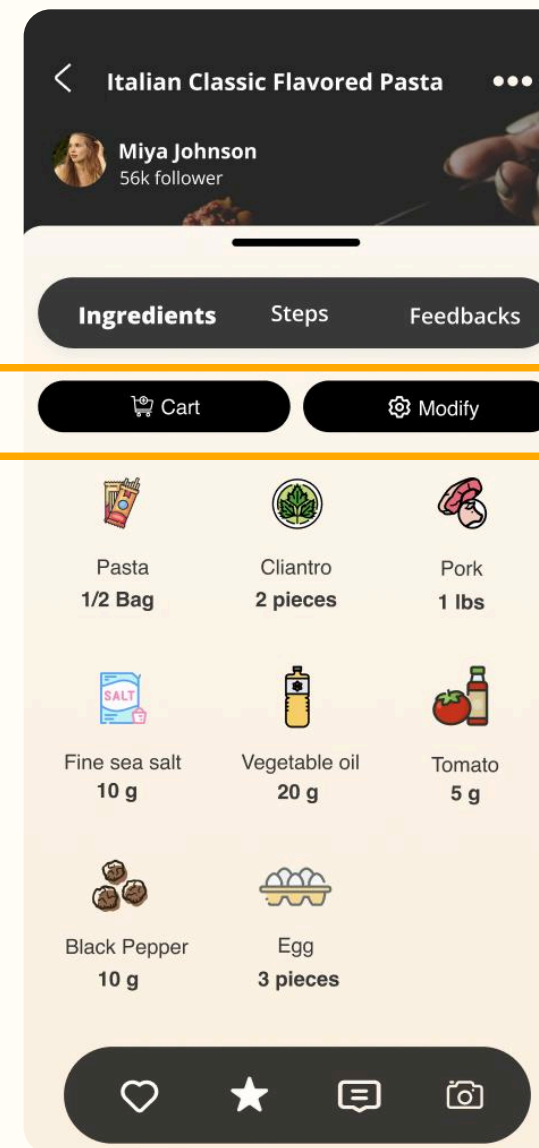 Italian Classic Flavored Pasta
Miya Johnson
56k follower
Ingredients Steps Feedbacks
Cart Modify
Pasta Cliantro Pork
1/2 Bag 2 pieces 1 lbs
SALT
Fine sea salt Vegetable oil Tomato
10 g 20 g 5 g
Black Pepper Egg
10 g 3 pieces